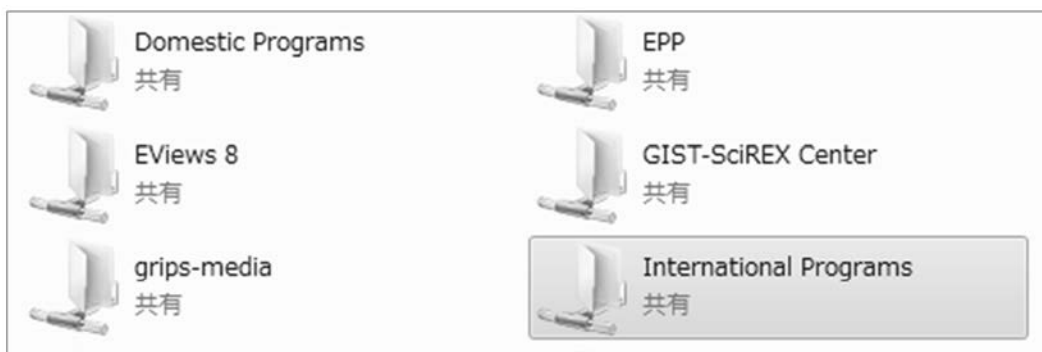 Domestic Programs
共有
EPP
共有
EViews 8
共有
GIST-SciREX Center
共有
grips-media
共有
International Programs
共有